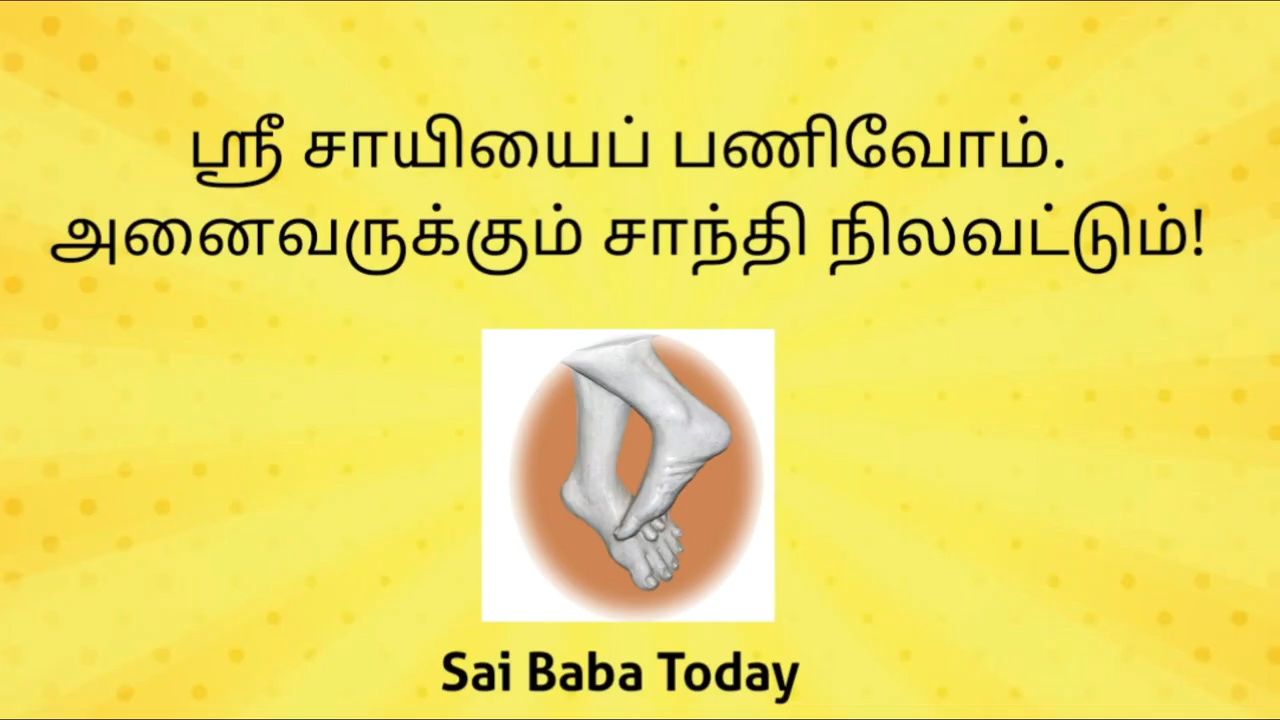 ஸ்ரீ சாயியைப் பணிவோம்.
அனைவருக்கும் சாந்தி நிலவட்டும்!
Sai Baba Today